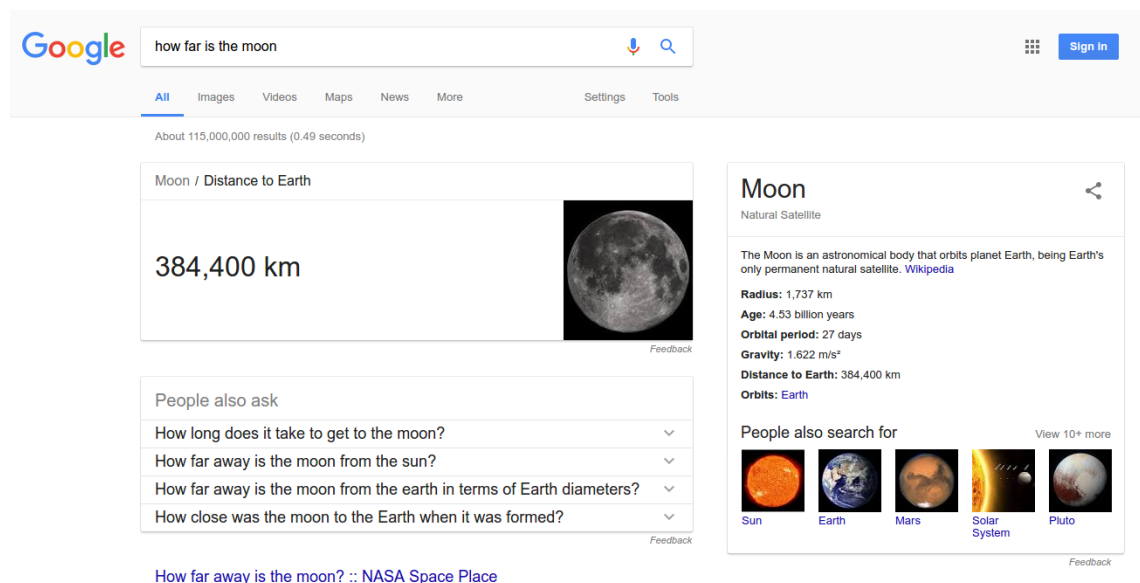 Google
how far is the moon
Sign in
All Images Videos Maps News More Settings Tools
About 115,000,000 results (0.49 seconds)
Moon / Distance to Earth
384,400 km
Feedback
People also ask
How long does it take to get to the moon?
How far away is the moon from the sun?
How far away is the moon from the earth in terms of Earth diameters?
How close was the moon to the Earth when it was formed?
Feedback
How far away is the moon? :: NASA Space Place
Moon
Natural Satellite
The Moon is an astronomical body that orbits planet Earth, being Earth's
only permanent natural satellite. Wikipedia
Radius: 1,737 km
Age: 4.53 billion years
Orbital period: 27 days
Gravity: 1.622 m/s²
Distance to Earth: 384,400 km
Orbits: Earth
People also search for View 10+ more
Sun Earth Mars Solar Pluto
System
Feedback